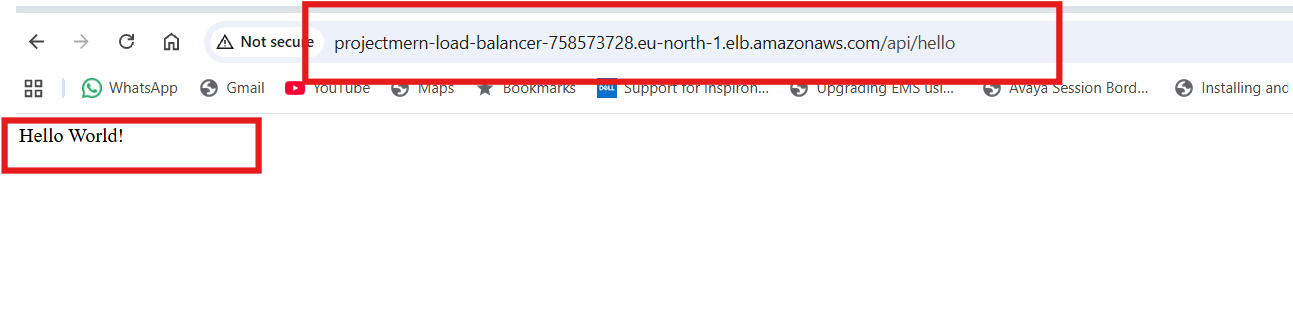 Not secure projectmern-load-balancer-758573728.eu-north-1.elb.amazonaws.com/api/hello
WhatsApp Gmail YouTube Maps Bookmarks DELL Support for Inspiron... Upgrading EMS usi... Avaya Session Bord... Installing and
Hello World!